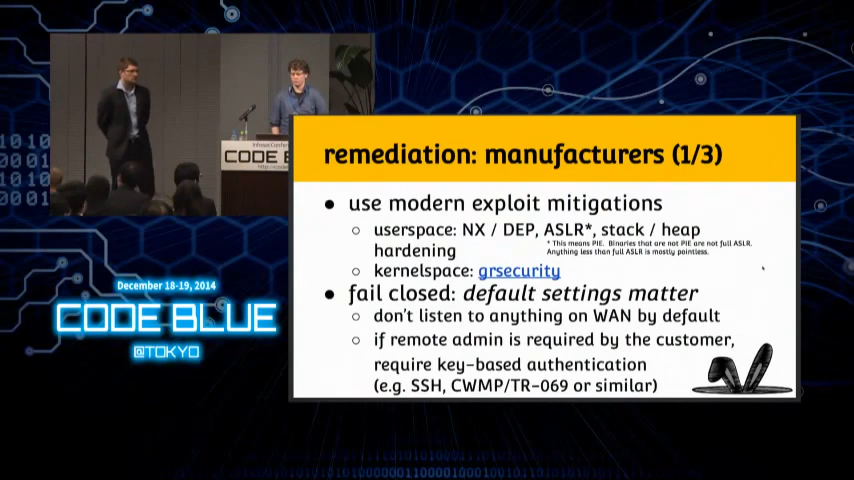 remediation: manufacturers (1/3)
● use modern exploit mitigations
○ userspace: NX / DEP, ASLR*, stack / heap
hardening
* This means PIE. Binaries that are not PIE are not full ASLR.
Anything less than full ASLR is mostly pointless.
○ kernelspace: grsecurity
● fail closed: default settings matter
○ don't listen to anything on WAN by default
○ if remote admin is required by the customer,
require key-based authentication
(e.g. SSH, CWMP/TR-069 or similar)
CODE B
December 18-19, 2014
CODE BLUE
@TOKYO